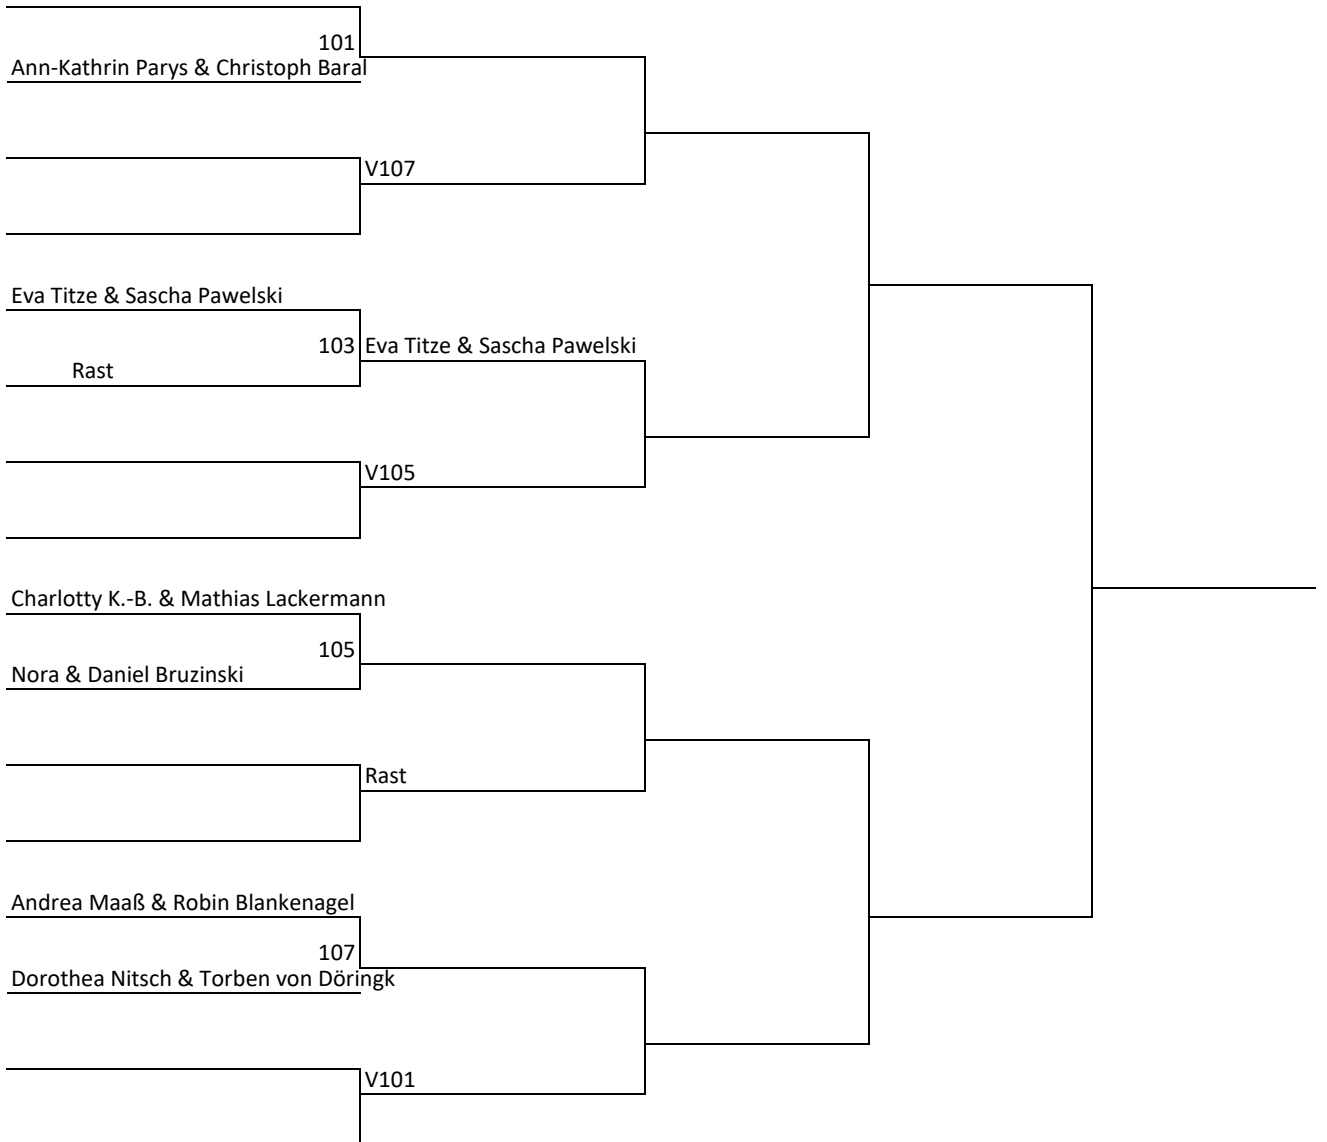 101
Ann-Kathrin Parys & Christoph Baral
V107
Eva Titze & Sascha Pawelski
103 Eva Titze & Sascha Pawelski
Rast
V105
Charlotty K.-B. & Mathias Lackermann
105
Nora & Daniel Bruzinski
Rast
Andrea Maaß & Robin Blankenagel
107
Dorothea Nitsch & Torben von Döringk
V101